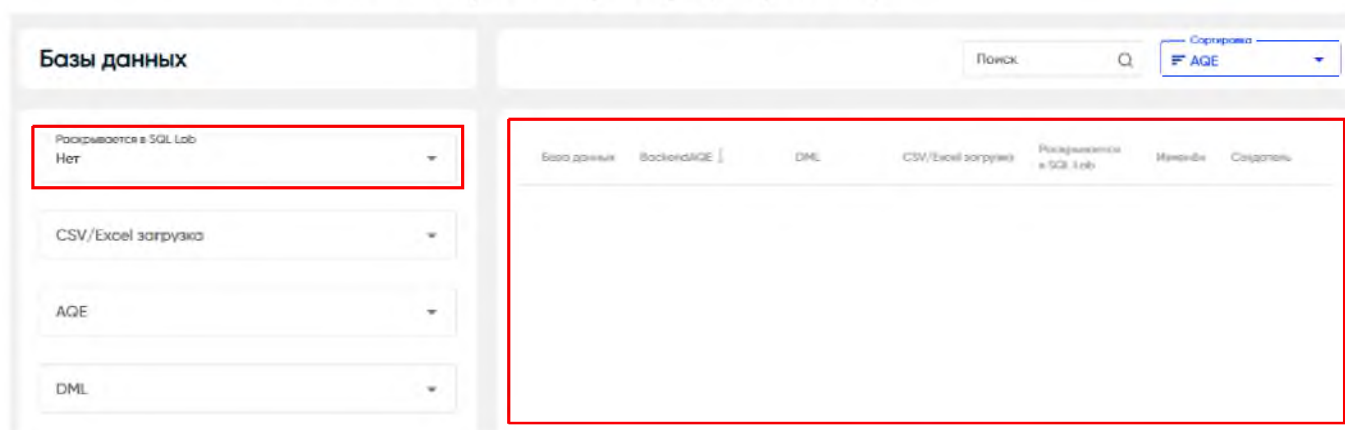 Базы данных
Поиск
Сортировка
AQE
Раскрывается в SQL Lab
Нет
База данных BackendAQE DML CSV/Excel загрузка Раскрывается в SQL Lab Изменён Создатель
CSV/Excel загрузка
AQE
DML